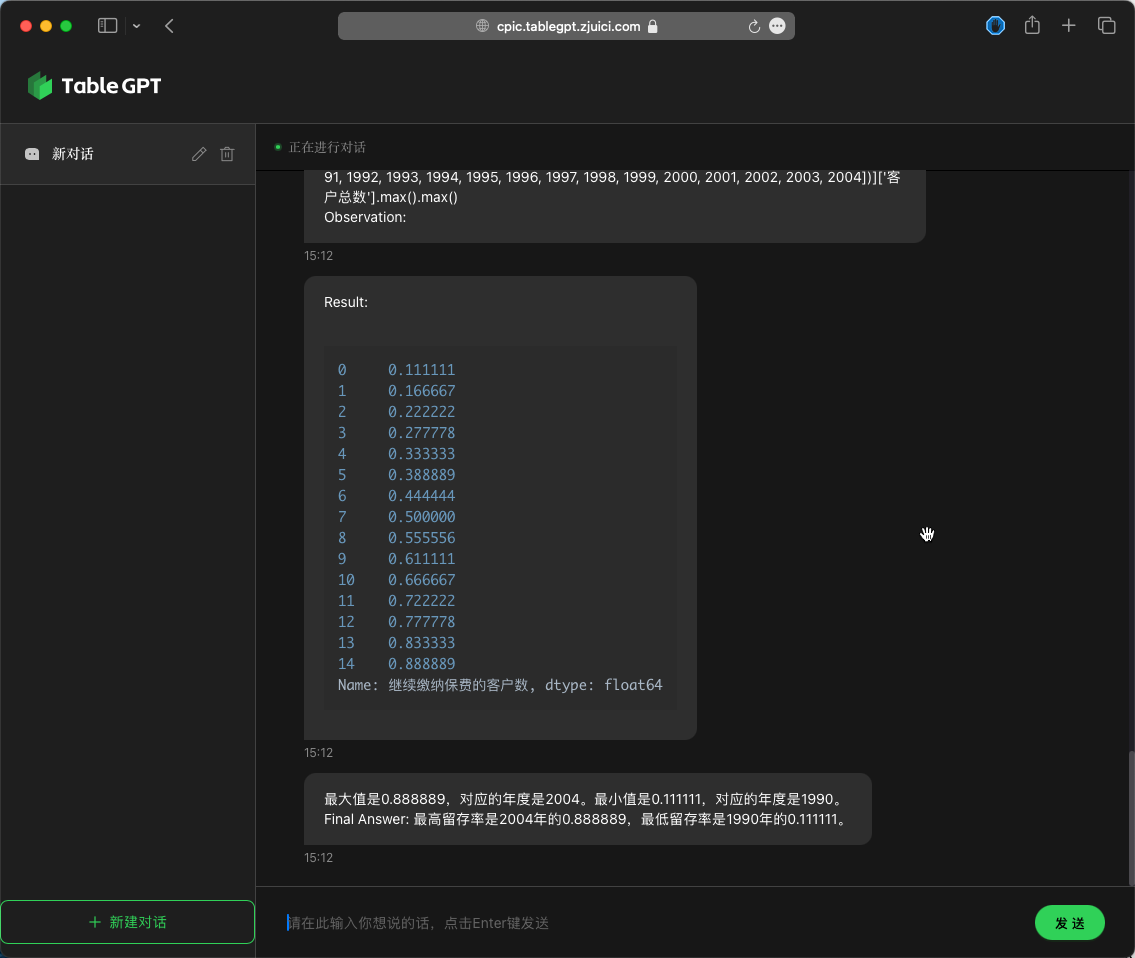 cpic.tablegpt.zjuici.com
TableGPT
新对话
正在进行对话
91, 1992, 1993, 1994, 1995, 1996, 1997, 1998, 1999, 2000, 2001, 2002, 2003, 2004])]['客
户总数'].max().max()
Observation:
15:12
Result:
0 0.111111
1 0.166667
2 0.222222
3 0.277778
4 0.333333
5 0.388889
6 0.444444
7 0.500000
8 0.555556
9 0.611111
10 0.666667
11 0.722222
12 0.777778
13 0.833333
14 0.888889
Name: 继续缴纳保费的客户数, dtype: float64
15:12
最大值是0.888889，对应的年度是2004。最小值是0.111111，对应的年度是1990。
Final Answer: 最高留存率是2004年的0.888889，最低留存率是1990年的0.111111。
15:12
新建对话
請在此输入你想说的话，点击Enter键发送
发 送